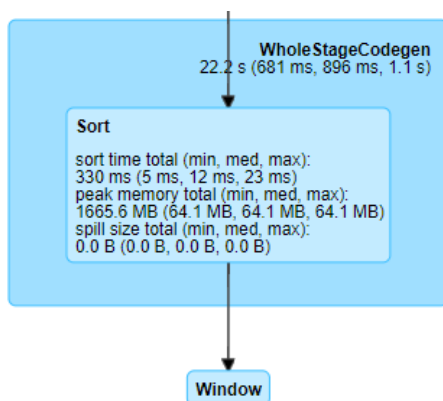 WholeStageCodegen
22.2 s (681 ms, 896 ms, 1.1 s)
Sort
sort time total (min, med, max):
330 ms (5 ms, 12 ms, 23 ms)
peak memory total (min, med, max):
1665.6 MB (64.1 MB, 64.1 MB, 64.1 MB)
spill size total (min, med, max):
0.0 B (0.0 B, 0.0 B, 0.0 B)
Window